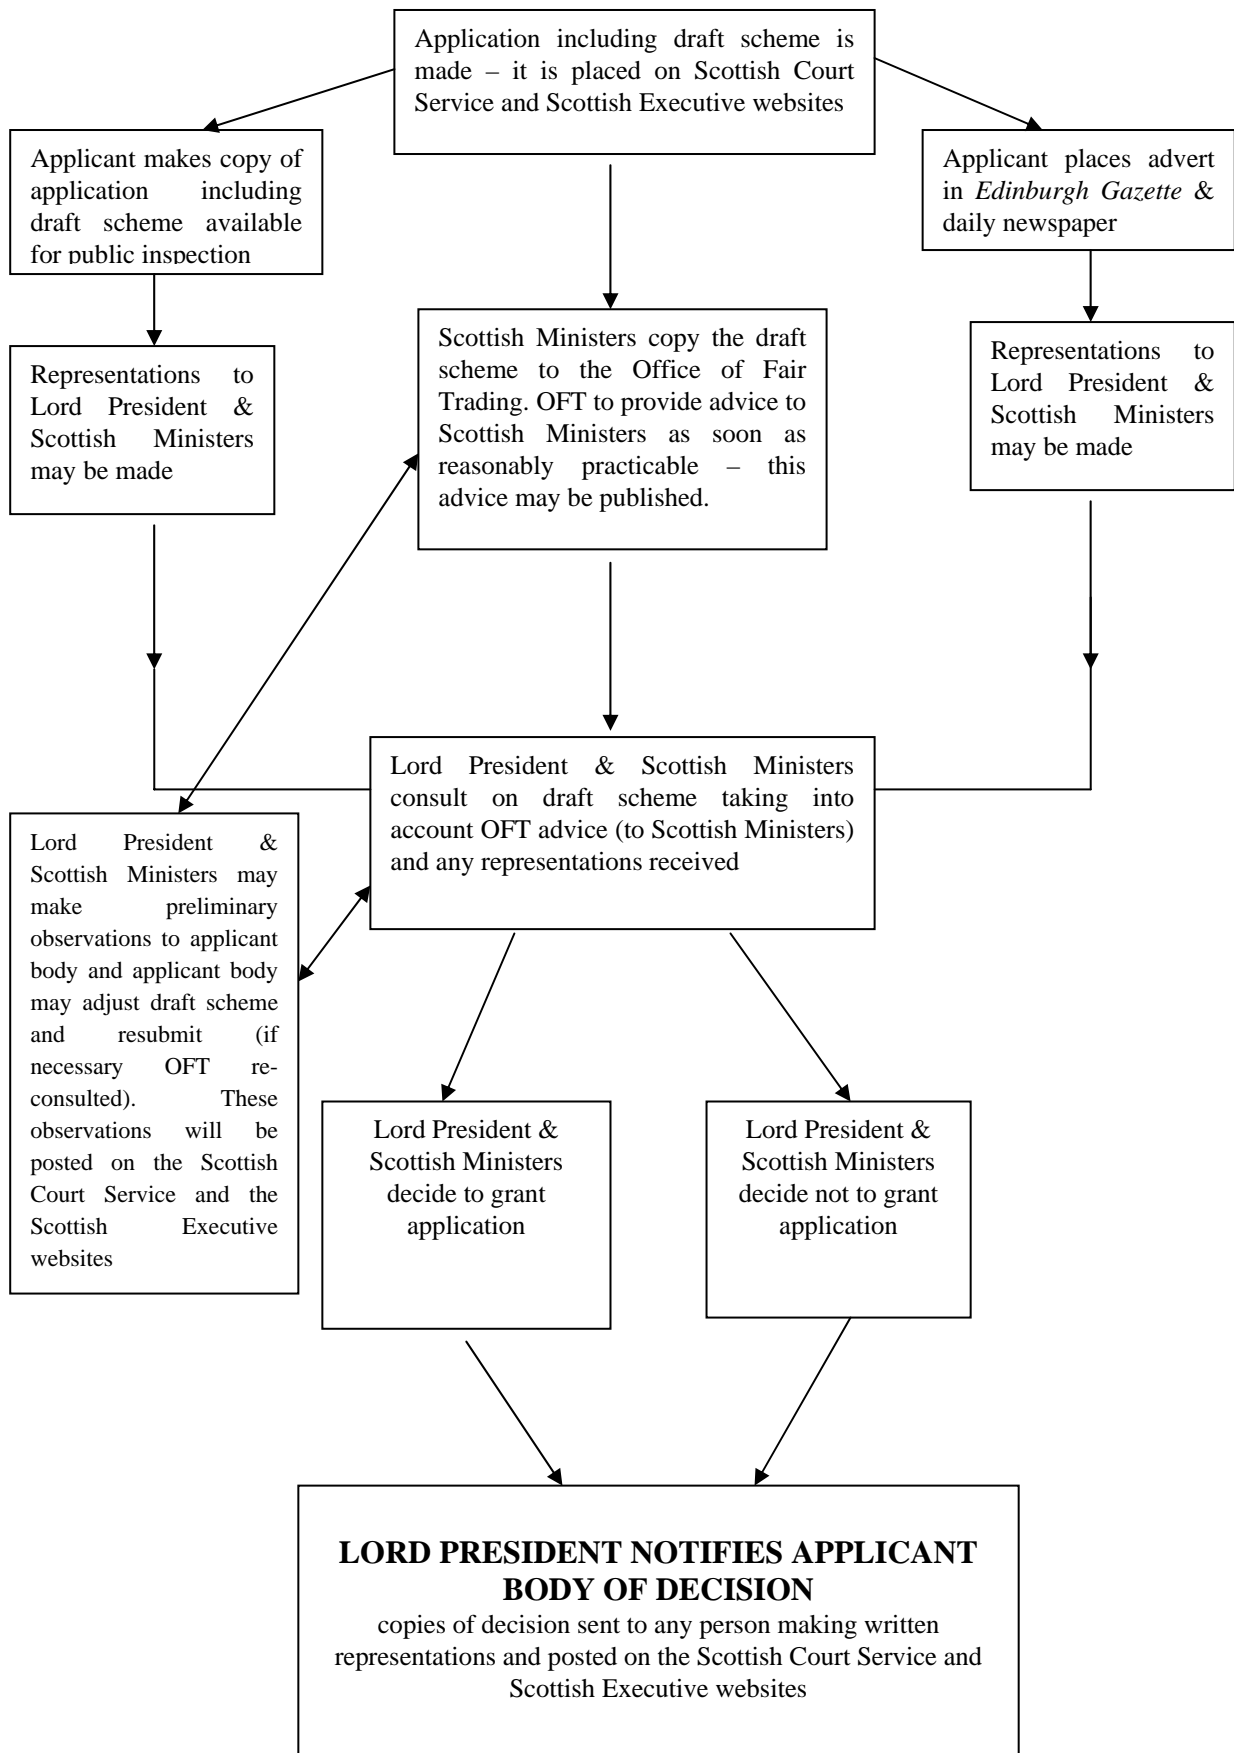 Application including draft scheme is
made – it is placed on Scottish Court
Service and Scottish Executive websites
Applicant makes copy of
application including
draft scheme available
for public inspection
Applicant places advert
in Edinburgh Gazette &
daily newspaper
Scottish Ministers copy the draft
scheme to the Office of Fair
Trading. OFT to provide advice to
Scottish Ministers as soon as
reasonably practicable – this
advice may be published.
Representations to
Lord President &
Scottish Ministers
may be made
Representations to
Lord President &
Scottish Ministers
may be made
Lord President & Scottish Ministers
consult on draft scheme taking into
account OFT advice (to Scottish Ministers)
and any representations received
Lord President &
Scottish Ministers may
make preliminary
observations to applicant
body and applicant body
may adjust draft scheme
and resubmit (if
necessary OFT re-
consulted). These
observations will be
posted on the Scottish
Court Service and the
Scottish Executive
websites
Lord President &
Scottish Ministers
decide to grant
application
Lord President &
Scottish Ministers
decide not to grant
application
LORD PRESIDENT NOTIFIES APPLICANT
BODY OF DECISION
copies of decision sent to any person making written
representations and posted on the Scottish Court Service and
Scottish Executive websites